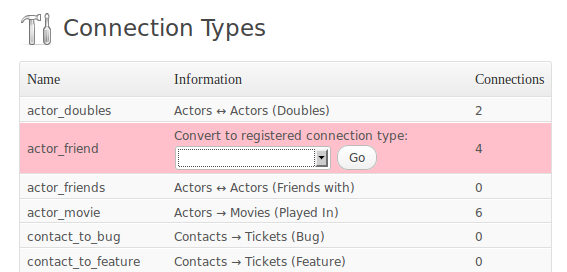 Connection Types
Name Information Connections
actor_doubles Actors ↔ Actors (Doubles) 2
Convert to registered connection type:
actor_friend Go 4
actor_friends Actors ↔ Actors (Friends with) 0
actor_movie Actors → Movies (Played In) 6
contact_to_bug Contacts → Tickets (Bug) 0
contact_to_feature Contacts → Tickets (Feature) 0